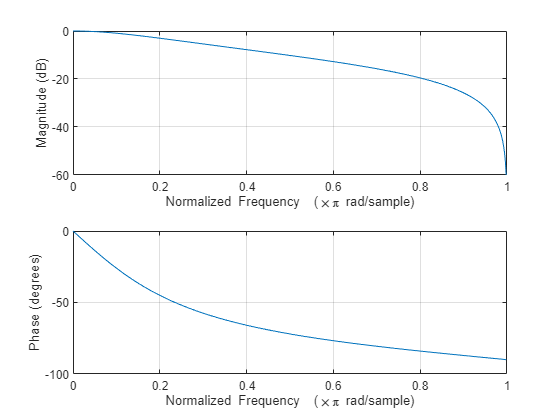 0
-20
-40
-60
Magnitude (dB)
0 0.2 0.4 0.6 0.8 1
Normalized Frequency (×π rad/sample)
0
-50
-100
Phase (degrees)
0 0.2 0.4 0.6 0.8 1
Normalized Frequency (×π rad/sample)